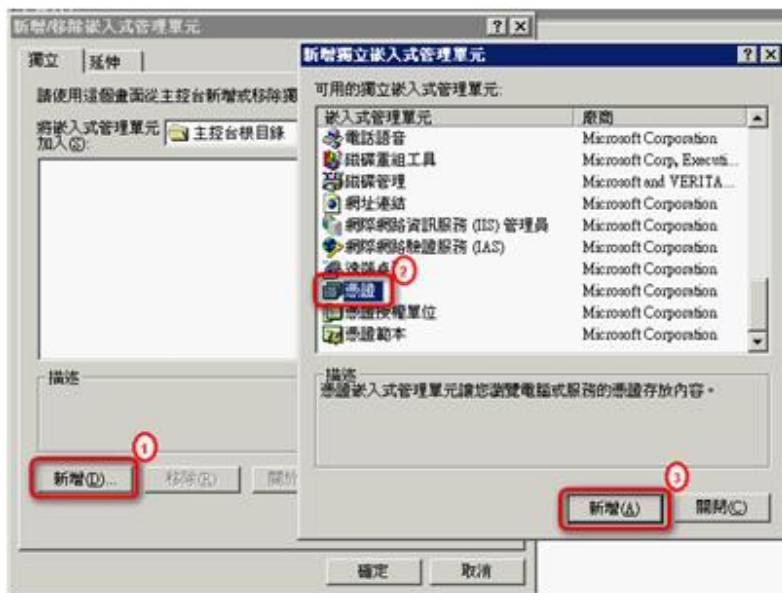 新增/移除嵌入式管理單元
獨立
延伸
請使用這個畫面從主控台新增或移除獨
將嵌入式管理單元
加入(S):
主控台根目錄
描述
1
新增(D)...
移除(R)
關於
確定
取消
新增獨立嵌入式管理單元
可用的獨立嵌入式管理單元:
嵌入式管理單元 廠商
電話語音 Microsoft Corporation
磁碟重組工具 Microsoft Corp, Executi...
磁碟管理 Microsoft and VERITA...
網址連結 Microsoft Corporation
網際網路資訊服務 (IIS) 管理員 Microsoft Corporation
網際網路驗證服務 (IAS) Microsoft Corporation
遠端桌 Microsoft Corporation
2
憑證 Microsoft Corporation
憑證授權單位 Microsoft Corporation
憑證範本 Microsoft Corporation
描述
憑證嵌入式管理單元讓您瀏覽電腦或服務的憑證存放內容。
3
新增(A)
關閉(C)